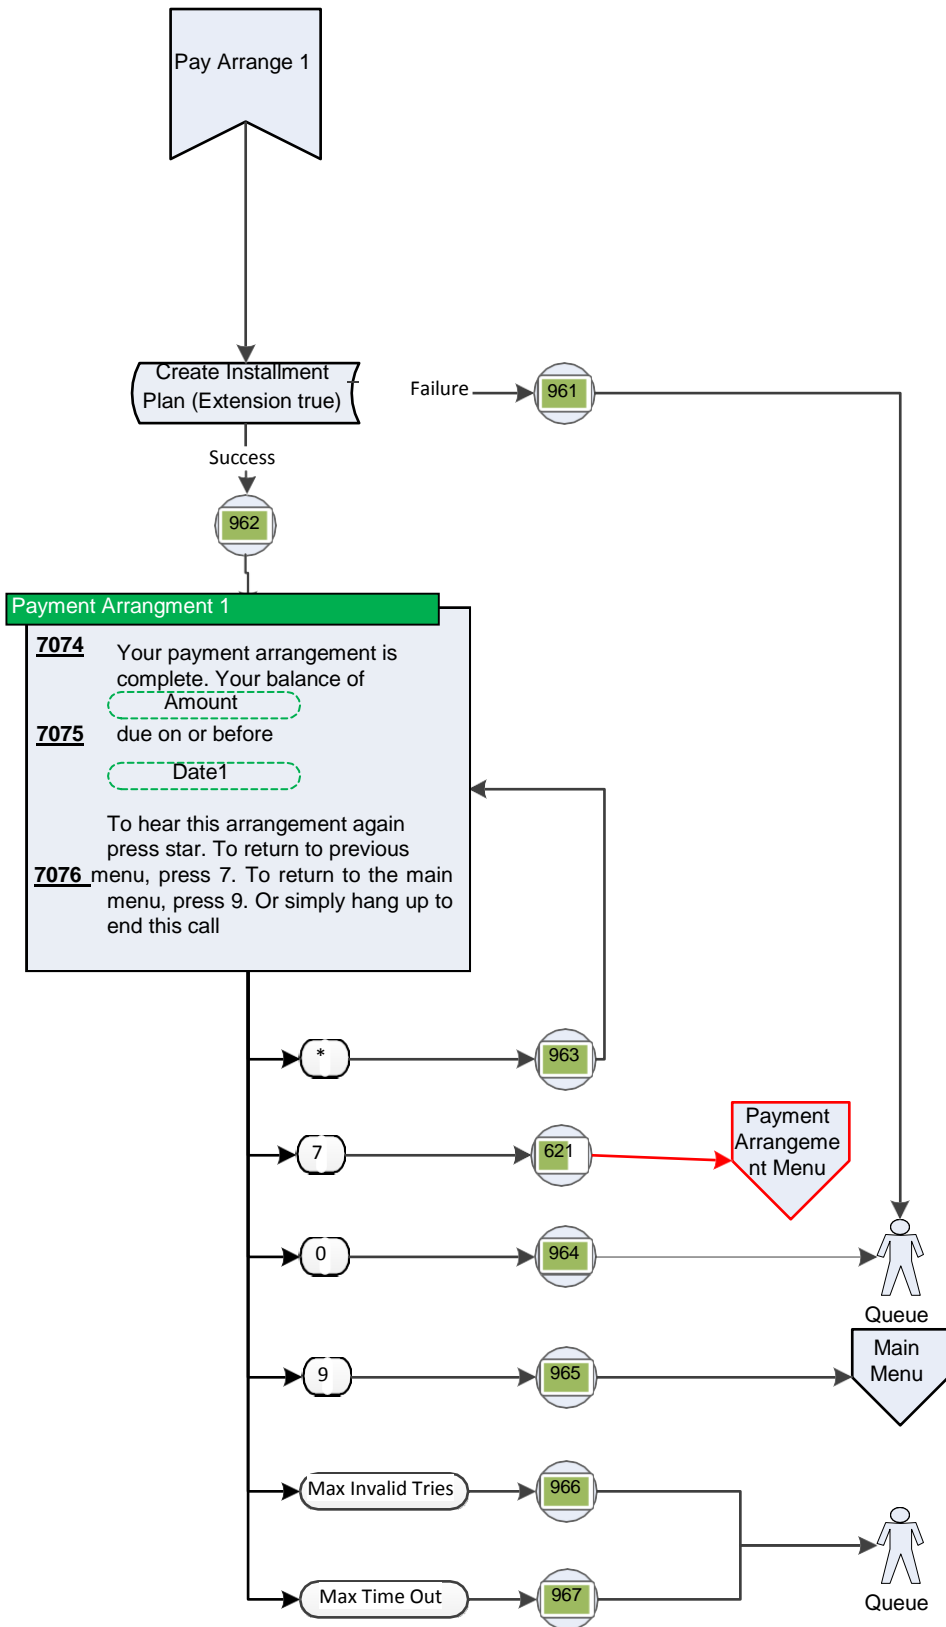 Pay Arrange 1
Create Installment
Plan (Extension true)
Failure
961
Success
962
Payment Arrangment 1
7074
Your payment arrangement is
complete. Your balance of
Amount
7075
due on or before
Date1
To hear this arrangement again
press star. To return to previous
7076 menu, press 7. To return to the main
menu, press 9. Or simply hang up to
end this call
*
963
7
621
Payment
Arrangeme
nt Menu
0
964
Queue
9
965
Main
Menu
Max Invalid Tries
966
Max Time Out
967
Queue